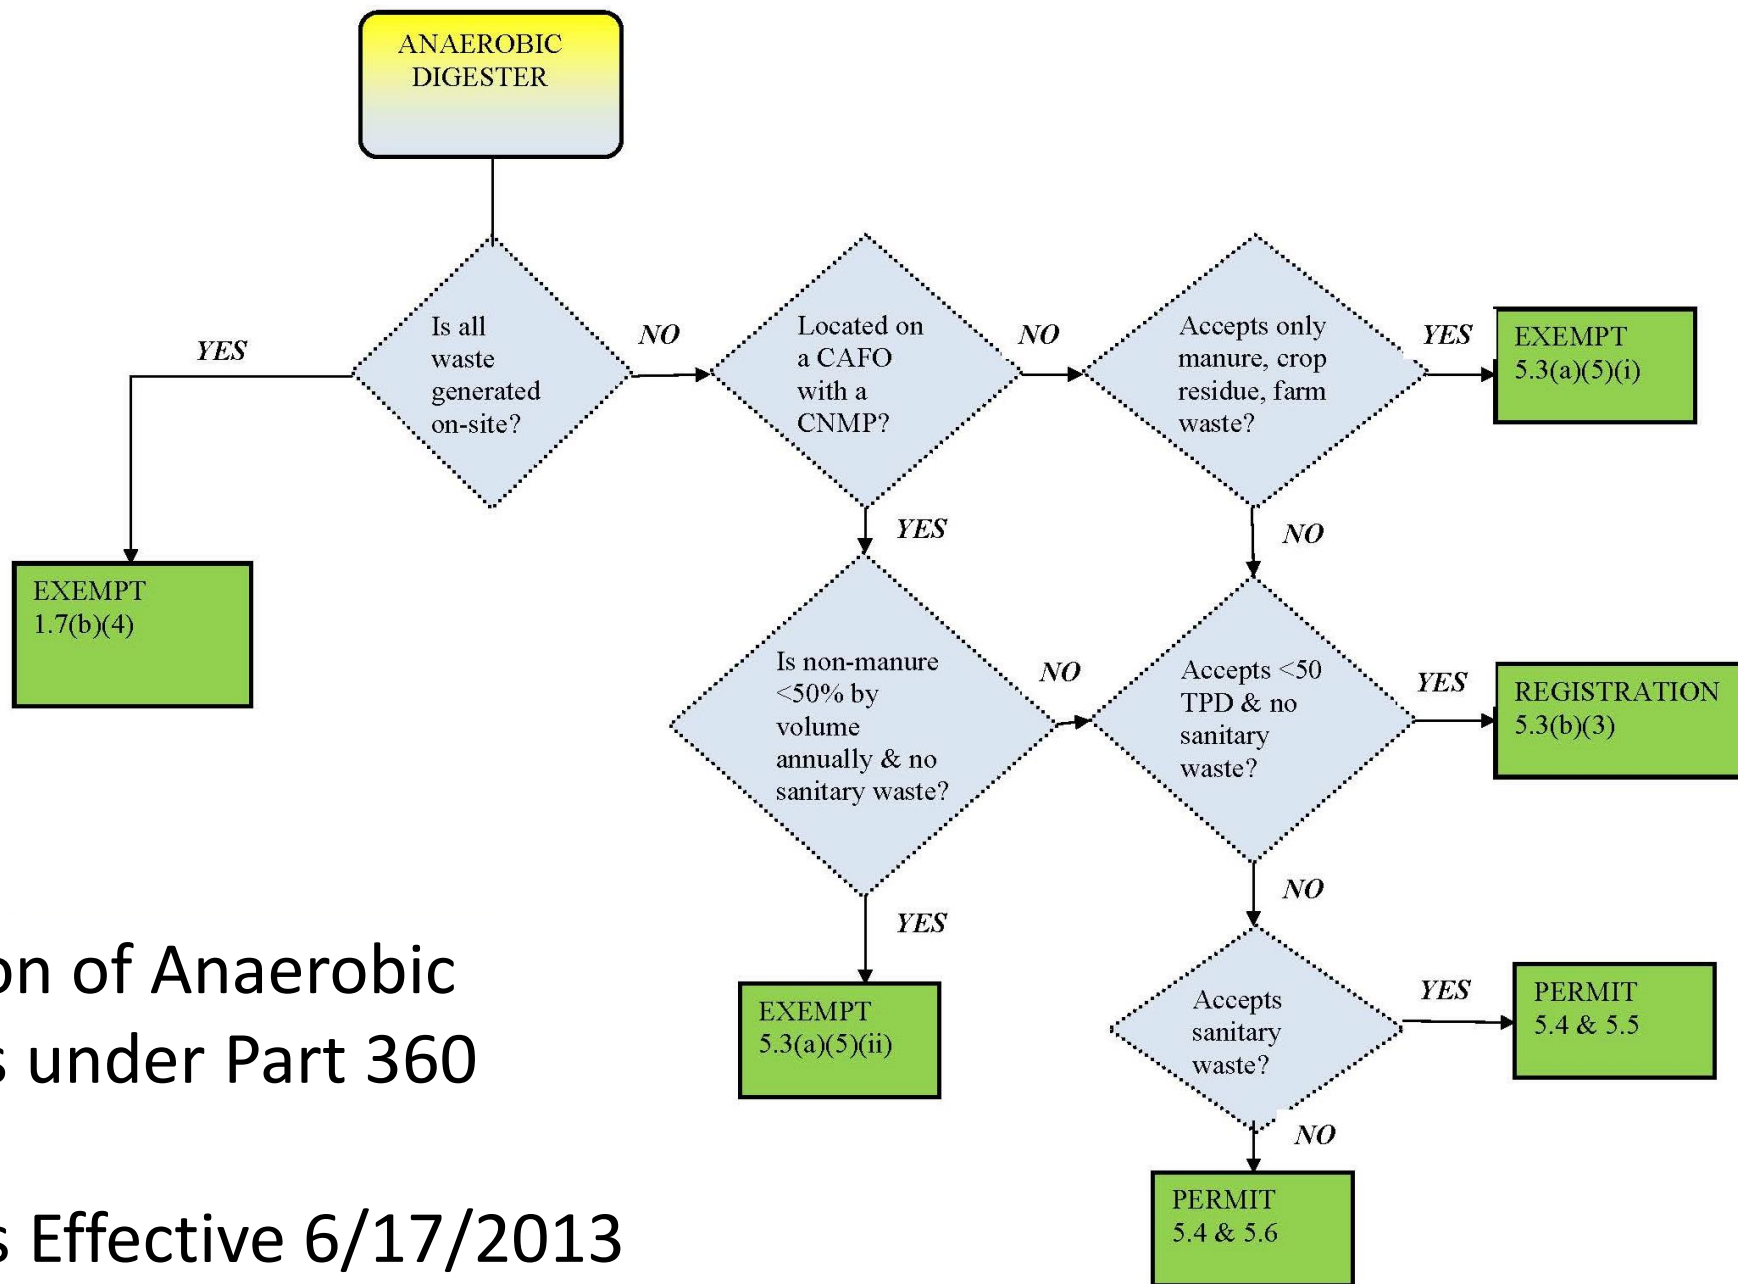 ANAEROBIC
DIGESTER
Is all
waste
generated
on-site?
YES
NO
Located on
a CAFO
with a
CNMP?
NO
Accepts only
manure, crop
residue, farm
waste?
YES
EXEMPT
5.3(a)(5)(i)
YES
NO
EXEMPT
1.7(b)(4)
Is non-manure
<50% by
volume
annually & no
sanitary waste?
NO
Accepts <50
TPD & no
sanitary
waste?
YES
REGISTRATION
5.3(b)(3)
YES
NO
EXEMPT
5.3(a)(5)(ii)
Accepts
sanitary
waste?
YES
PERMIT
5.4 & 5.5
NO
PERMIT
5.4 & 5.6
on of Anaerobic
s under Part 360
s Effective 6/17/2013